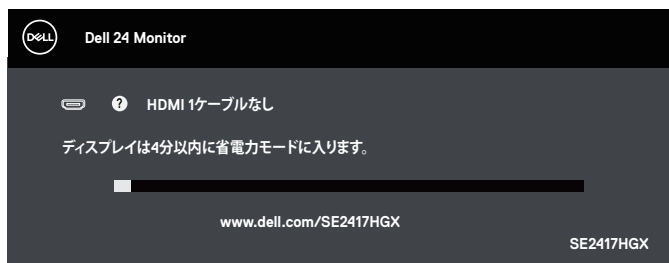 DELL
Dell 24 Monitor
? HDMI 1ケーブルなし
ディスプレイは4分以内に省電力モードに入ります。
www.dell.com/SE2417HGX
SE2417HGX